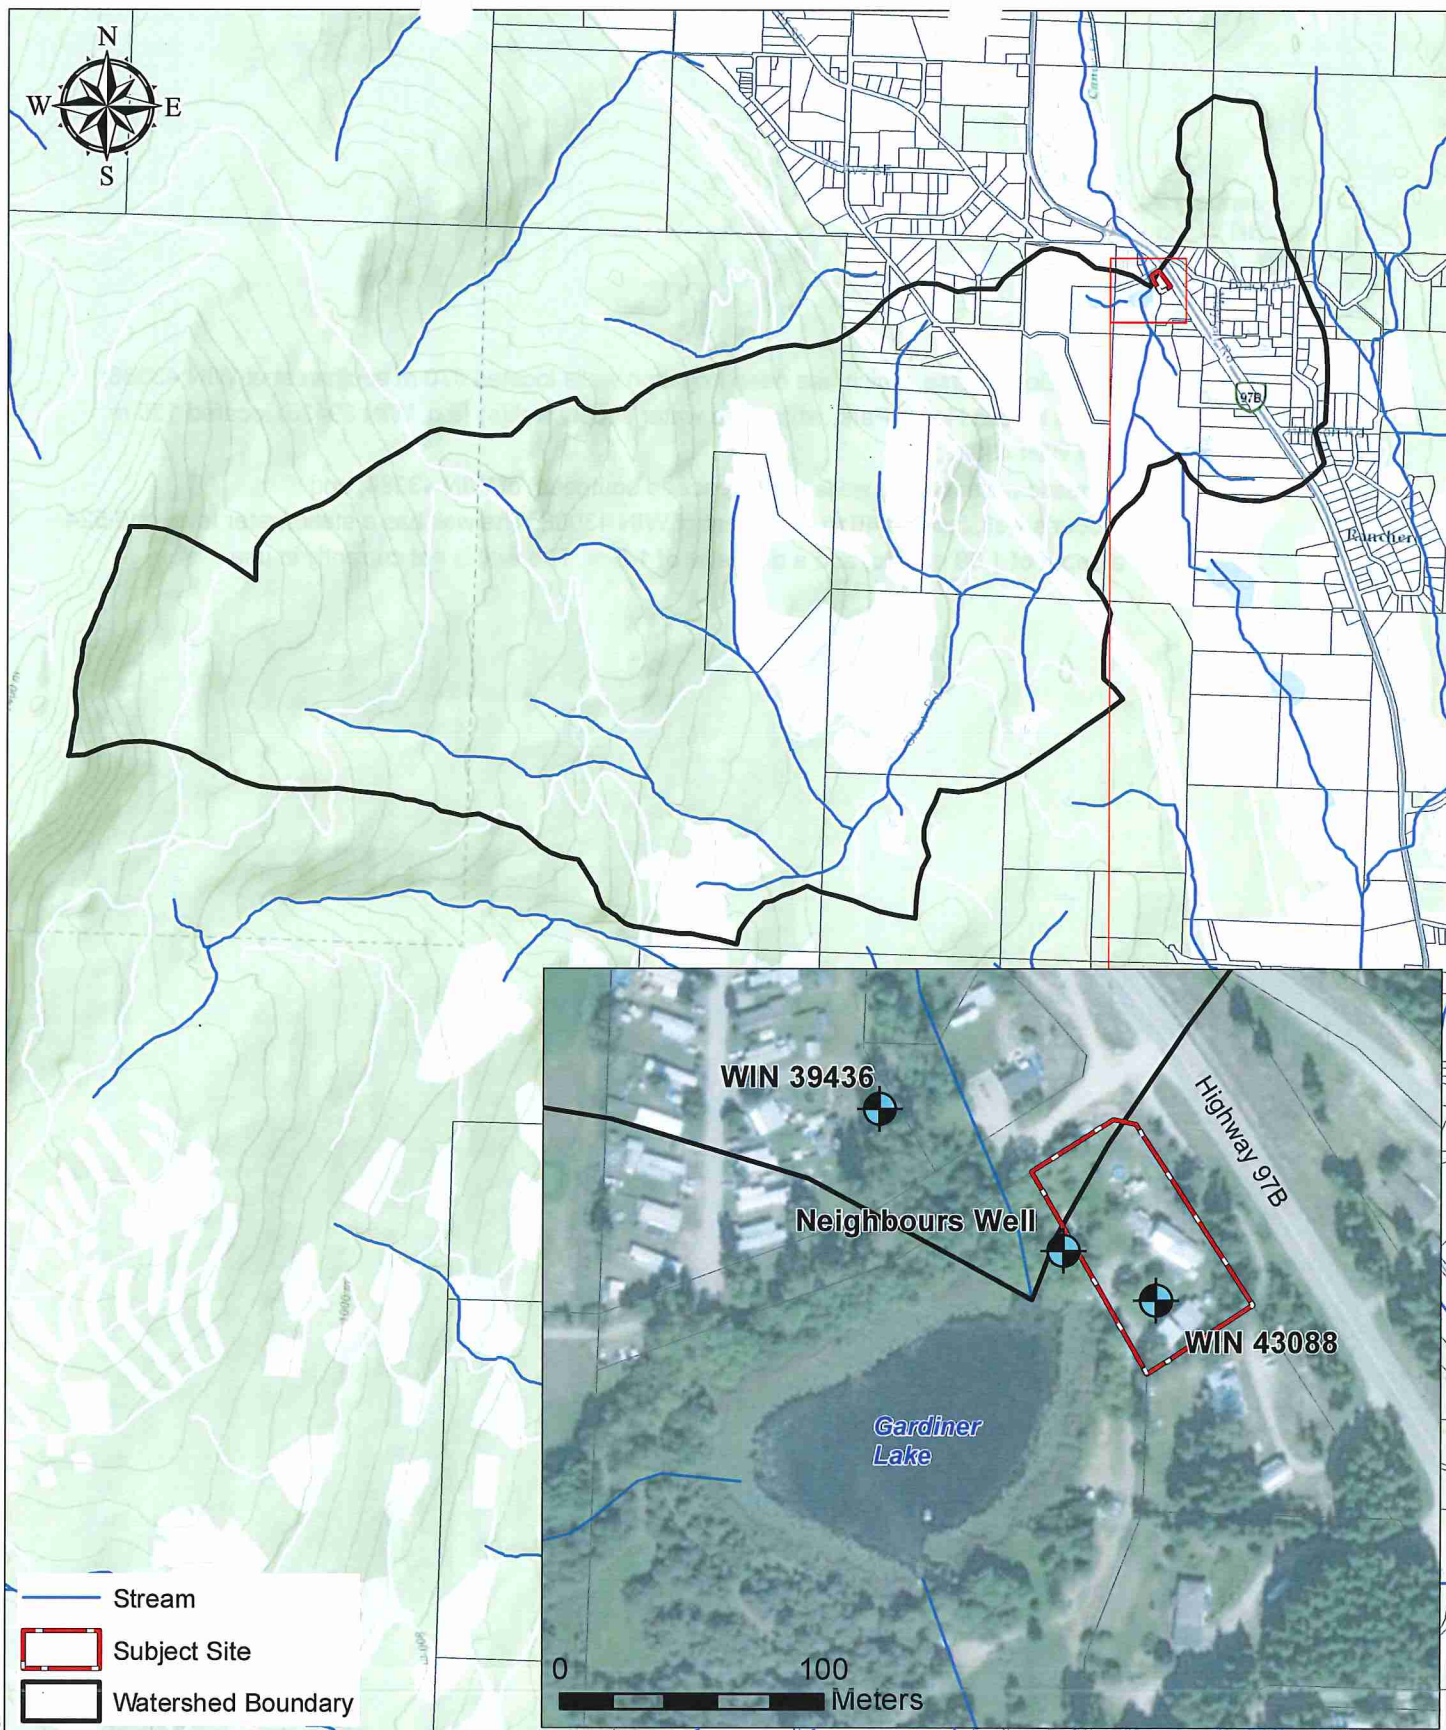 N
W E
S
97B
WIN 39436
Highway 97B
Neighbours Well
WIN 43088
Gardiner
Lake
Stream
Subject Site
Watershed Boundary
0 100
Meters